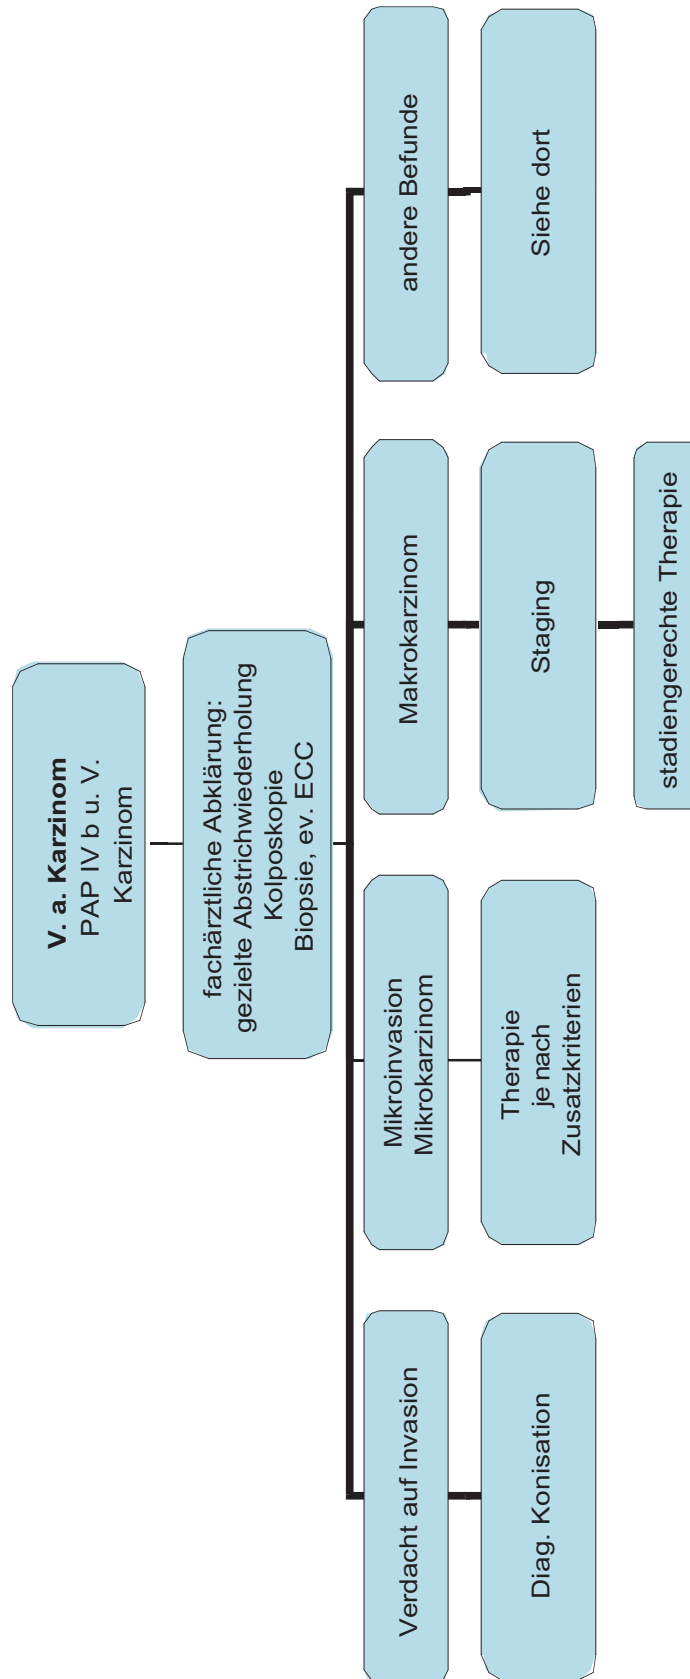 V. a. Karzinom
PAP IV b u. V.
Karzinom
fachärztliche Abklärung:
gezielte Abstrichwiederholung
Kolposkopie
Biopsie, ev. ECC
Verdacht auf Invasion
Mikroinvasion
Mikrokarzinom
Makrokarzinom
andere Befunde
Diag. Konisation
Therapie
je nach
Zusatzkriterien
Staging
Siehe dort
stadiengerechte Therapie